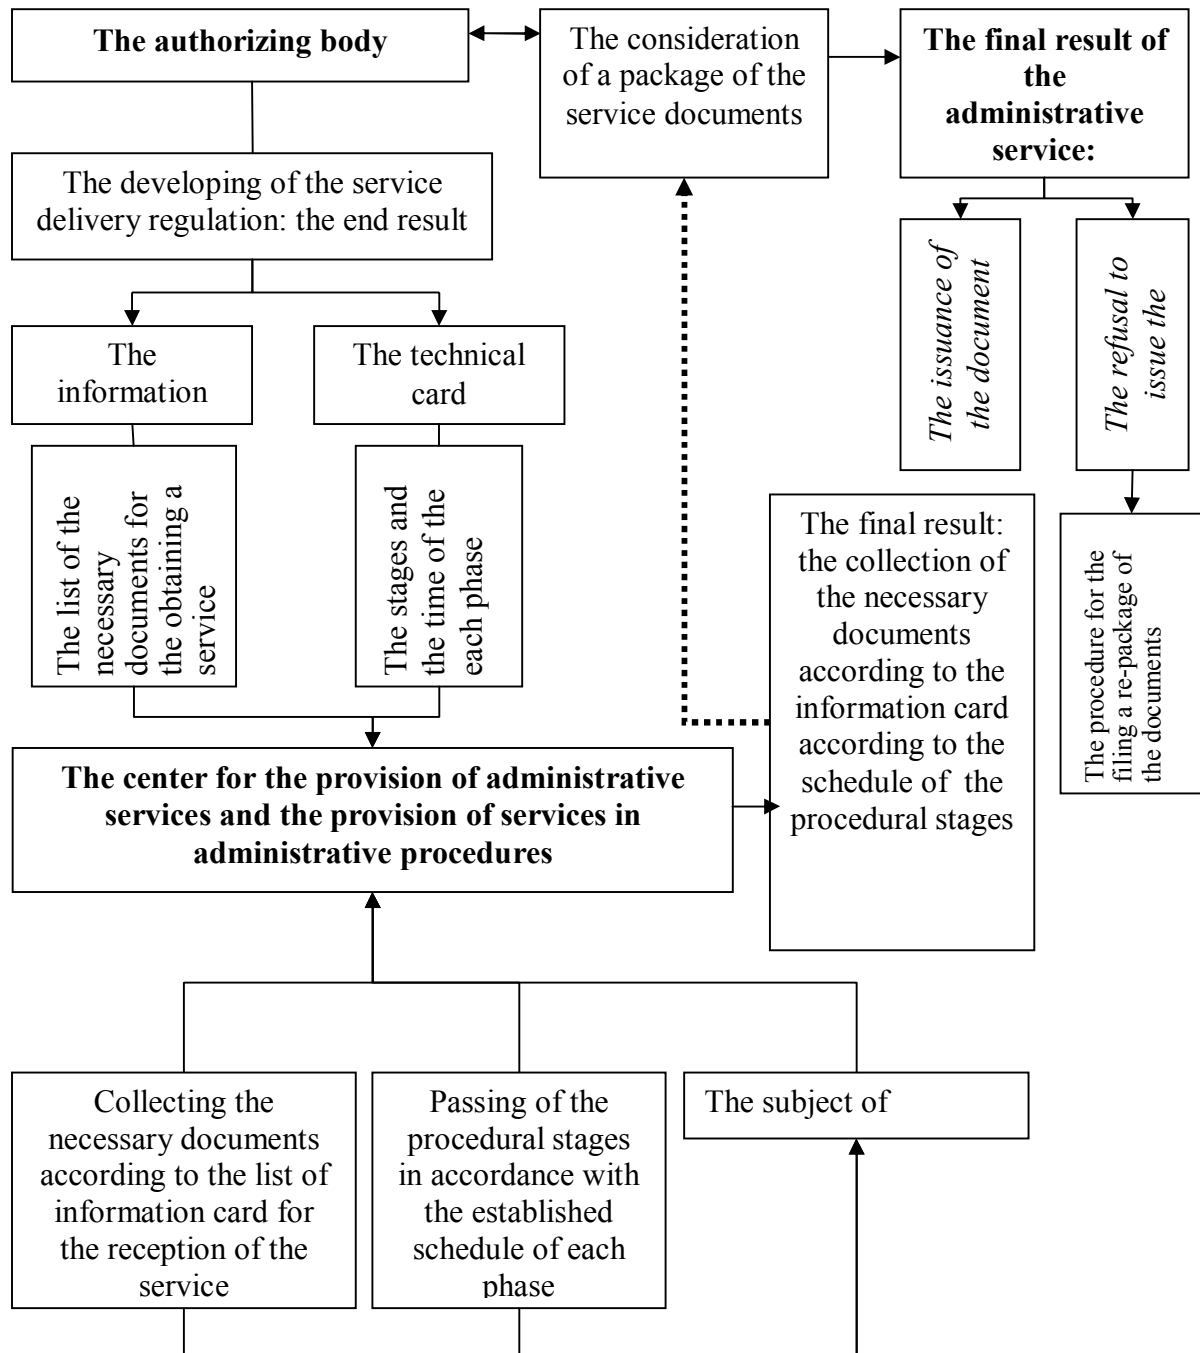 The authorizing body
The consideration
of a package of the
service documents
The final result of
the
administrative
service:
The developing of the service
delivery regulation: the end result
The issuance of
the document
The refusal to
issue the
The
information
The technical
card
The list of the
necessary
documents for
the obtaining a
service
The stages and
the time of the
each phase
The final result:
the collection of
the necessary
documents
according to the
information card
according to the
schedule of the
procedural stages
The procedure for the
filing a re-package of
the documents
The center for the provision of administrative
services and the provision of services in
administrative procedures
Collecting the
necessary documents
according to the list of
information card for
the reception of the
service
Passing of the
procedural stages
in accordance with
the established
schedule of each
phase
The subject of